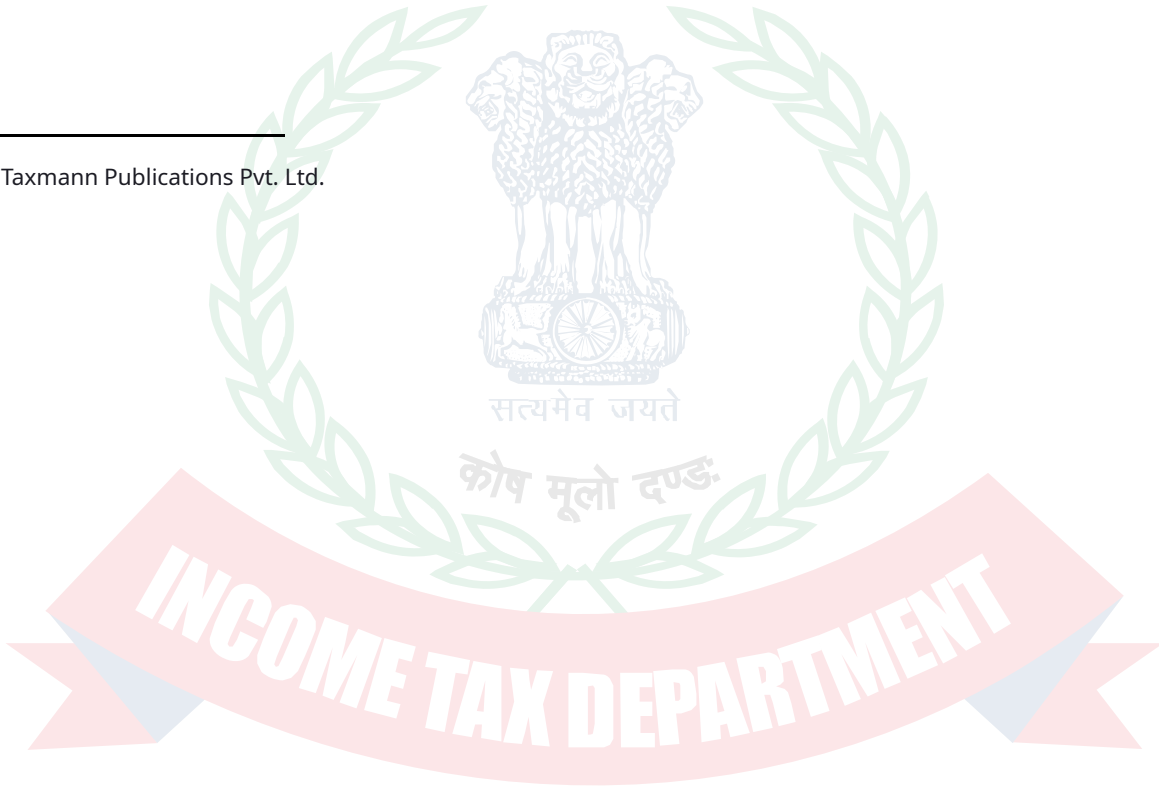 Taxmann Publications Pvt. Ltd.
सत्यमेव जयते
कोष मूलो दण्डः
INCOME TAX DEPARTMENT